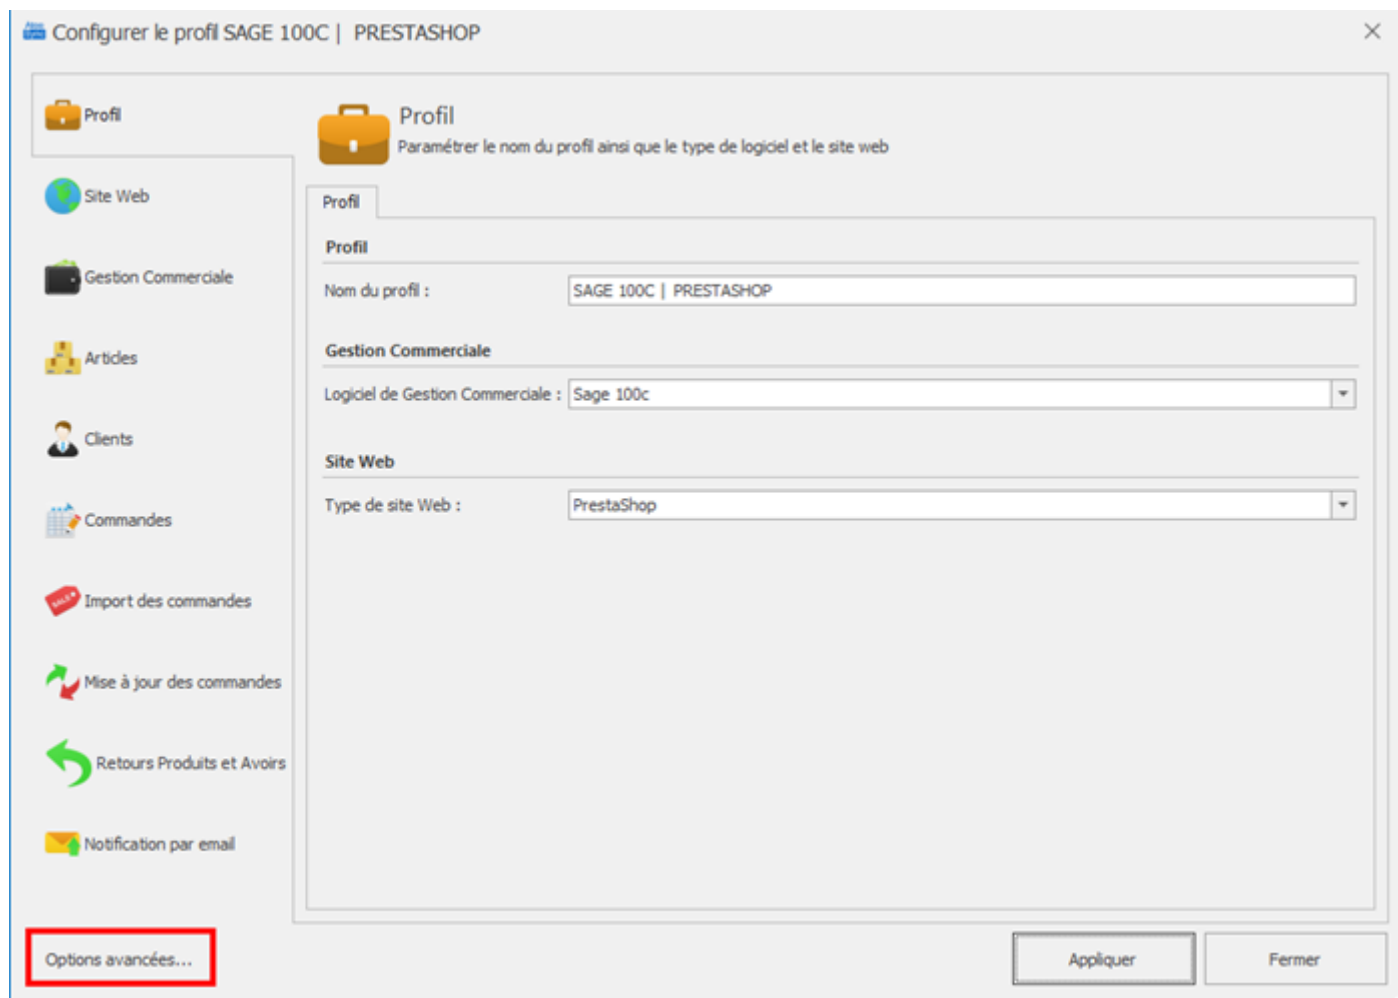 Configurer le profil SAGE 100C | PRESTASHOP
Profil
Site Web
Gestion Commerciale
Articles
Clients
Commandes
Import des commandes
Mise à jour des commandes
Retours Produits et Avoirs
Notification par email
Profil
Paramétrer le nom du profil ainsi que le type de logiciel et le site web
Profil
Profil
Nom du profil : SAGE 100C | PRESTASHOP
Gestion Commerciale
Logiciel de Gestion Commerciale : Sage 100c
Site Web
Type de site Web : PrestaShop
Options avancées... Appliquer Fermer